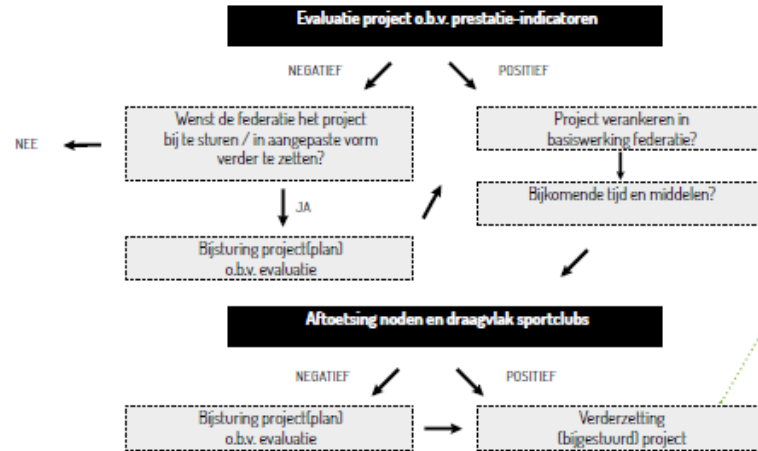 Evaluatie project o.b.v. prestatie-indicatoren
NEGATIEF
POSITIEF
Wenst de federatie het project
bij te sturen / in aangepaste vorm
verder te zetten?
Project verankeren in
basiswerking federatie?
NEE
Bijkomende tijd en middelen?
JA
Bijsturing project(plan)
o.b.v. evaluatie
Aftoetsing noden en draagvlak sportclubs
NEGATIEF
POSITIEF
Bijsturing project(plan)
o.b.v. evaluatie
Verderzetting
(bijgestuurd) project